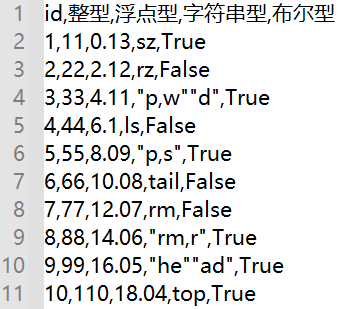 1 id,整型,浮点型,字符串型,布尔型
2 1,11,0.13,sz,True
3 2,22,2.12,rz,False
4 3,33,4.11,"p,w""d",True
5 4,44,6.1,ls,False
6 5,55,8.09,"p,s",True
7 6,66,10.08,tail,False
8 7,77,12.07,rm,False
9 8,88,14.06,"rm,r",True
10 9,99,16.05,"he""ad",True
11 10,110,18.04,top,True